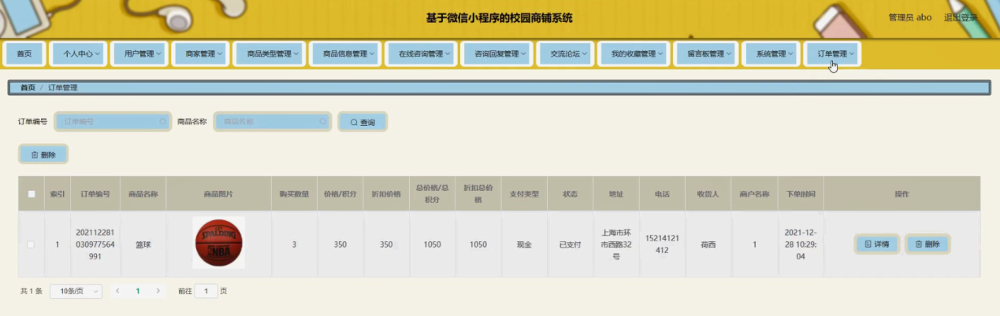 基于微信小程序的校园商铺系统
管理员 abo 退出登录
首页 个人中心 用户管理 商家管理 商品类型管理 商品信息管理 在线咨询管理 咨询回复管理 交流论坛 我的收藏管理 留言板管理 系统管理 订单管理
首页 / 订单管理
订单编号 订单编号 商品名称 商品名称 查询
删除
索引 订单编号 商品名称 商品图片 购买数量 价格/积分 折扣价格 总价格/总积分 折扣总价格 支付类型 状态 地址 电话 收货人 商户名称 下单时间 操作
1 202112281030977564991 篮球 SPALDING NBA 3 350 350 1050 1050 现金 已支付 上海市环市西路32号 15214121412 荷西 1 2021-12-28 10:29:04 详情 删除
共 1 条 10条/页 1 前往 1 页